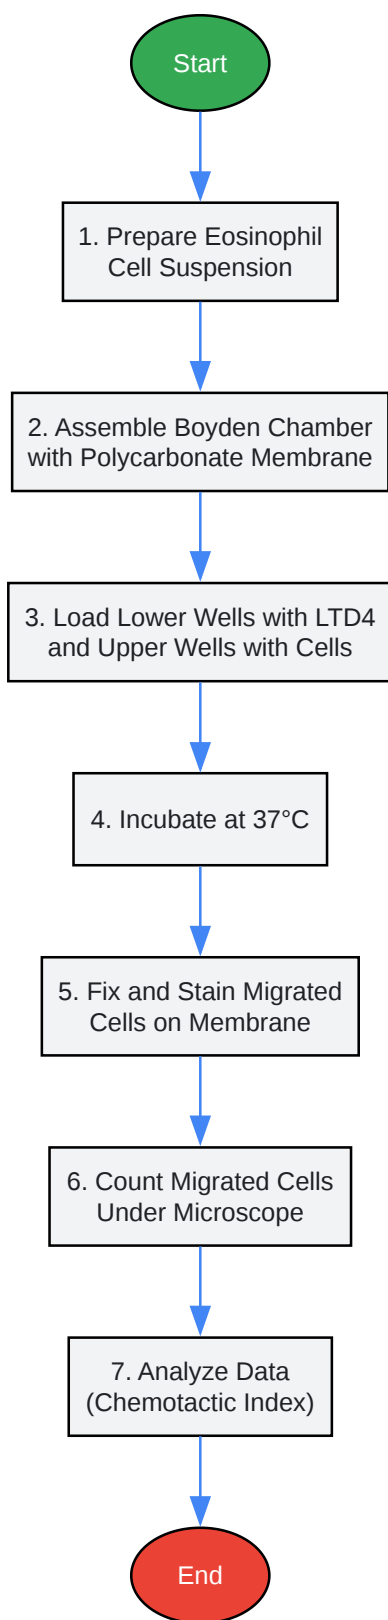 Start
1. Prepare Eosinophil
Cell Suspension
2. Assemble Boyden Chamber
with Polycarbonate Membrane
3. Load Lower Wells with LTD4
and Upper Wells with Cells
4. Incubate at 37°C
5. Fix and Stain Migrated
Cells on Membrane
6. Count Migrated Cells
Under Microscope
7. Analyze Data
(Chemotactic Index)
End